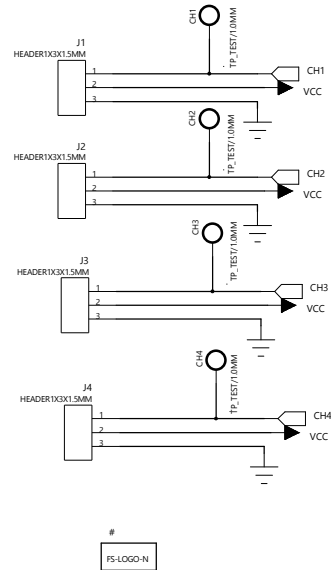 CH1
TP_TEST/1.0MM
J1
HEADER1X3X1.5MM
1
2
3
CH1
VCC
CH2
TP_TEST/1.0MM
J2
HEADER1X3X1.5MM
1
2
3
CH2
VCC
CH3
TP_TEST/1.0MM
J3
HEADER1X3X1.5MM
1
2
3
CH3
VCC
CH4
TP_TEST/1.0MM
J4
HEADER1X3X1.5MM
1
2
3
CH4
VCC
#
FS-LOGO-N